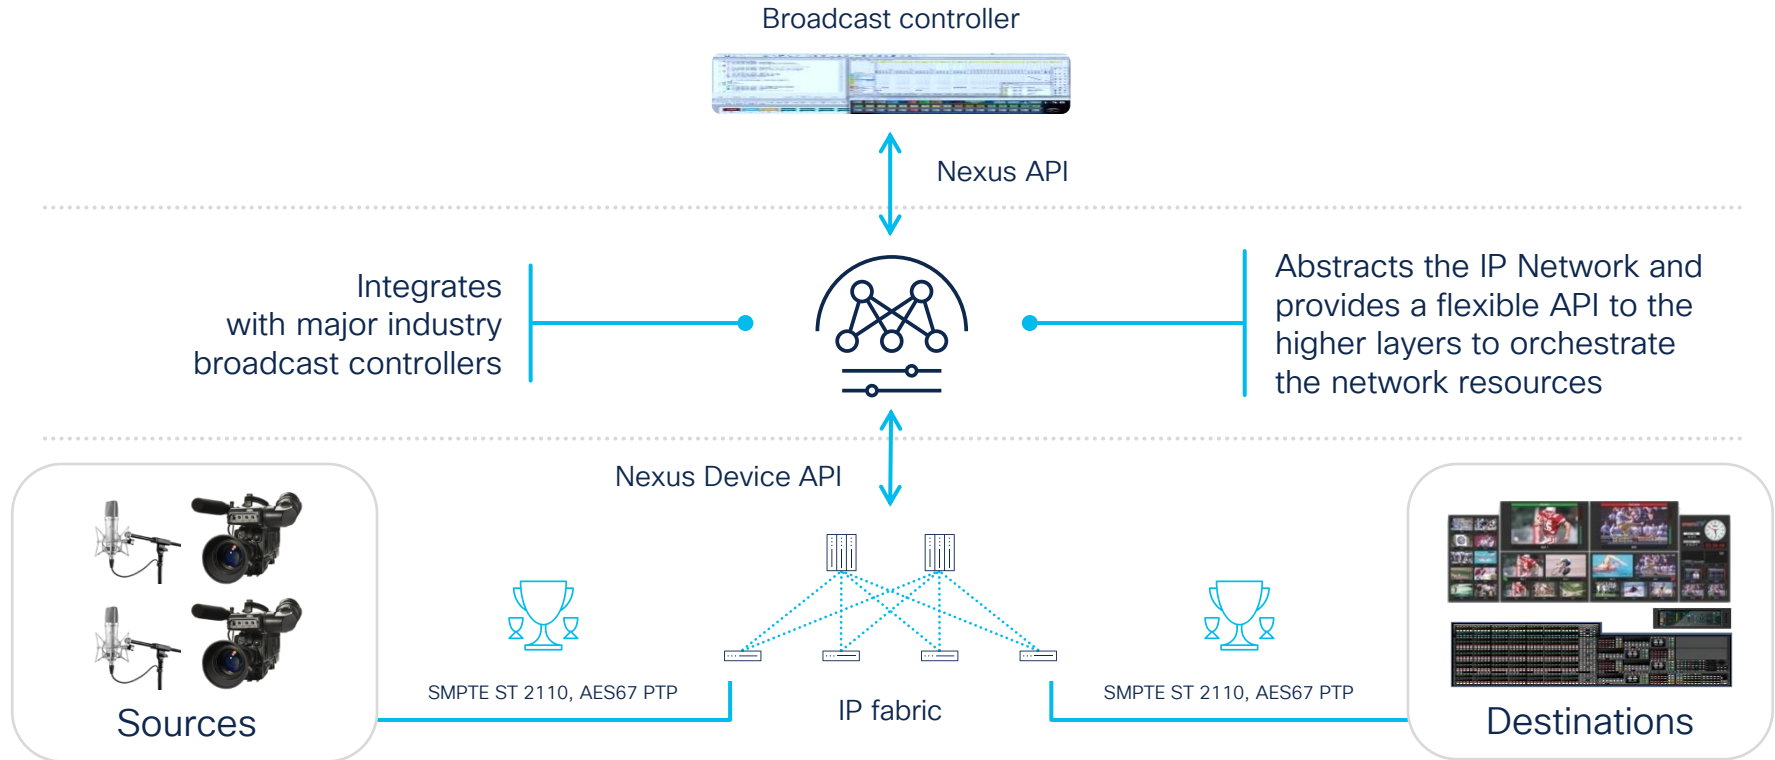 Broadcast controller
Nexus API
Integrates
with major industry
broadcast controllers
Abstracts the IP Network and
provides a flexible API to the
higher layers to orchestrate
the network resources
Nexus Device API
SMPTE ST 2110, AES67 PTP
SMPTE ST 2110, AES67 PTP
Sources
IP fabric
Destinations